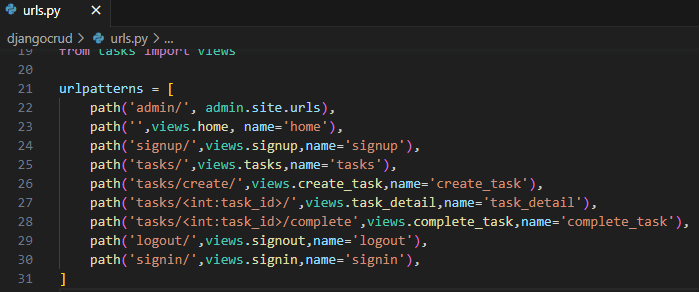 urls.py
djangocrud > urls.py > ...
19 from tasks import views
20
21 urlpatterns = [
22     path('admin/', admin.site.urls),
23     path('',views.home, name='home'),
24     path('signup/',views.signup,name='signup'),
25     path('tasks/',views.tasks,name='tasks'),
26     path('tasks/create/',views.create_task,name='create_task'),
27     path('tasks/<int:task_id>/',views.task_detail,name='task_detail'),
28     path('tasks/<int:task_id>/complete',views.complete_task,name='complete_task'),
29     path('logout/',views.signout,name='logout'),
30     path('signin/',views.signin,name='signin'),
31 ]